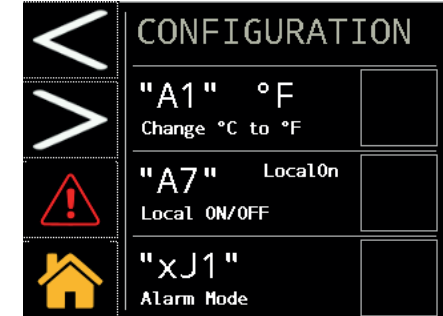 CONFIGURATION
"A1" °F
Change °C to °F
"A7" LocalOn
Local ON/OFF
"xJ1"
Alarm Mode